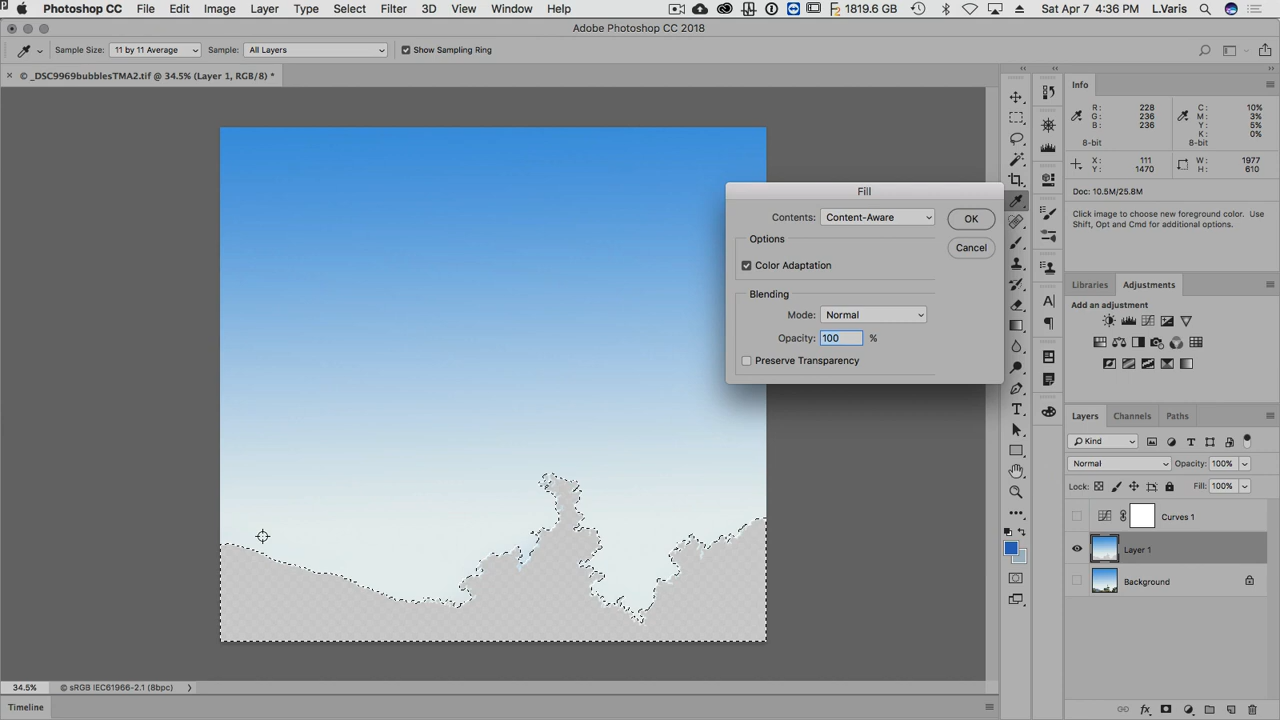 Photoshop CC File Edit Image Layer Type Select Filter 3D View Window Help 1819.6 GB Sat Apr 7 4:36 PM L.Varis
Adobe Photoshop CC 2018
Sample Size: 11 by 11 Average Sample: All Layers Show Sampling Ring
× © _DSC9969bubblesTMA2.tif @ 34.5% (Layer 1, RGB/8) *
Info
R: 228 C: 10%
G: 236 M: 3%
B: 236 Y: 5%
K: 0%
8-bit 8-bit
X: 111 W: 1977
Y: 1470 H: 610
Doc: 10.5M/25.8M
Click image to choose new foreground color. Use
Shift, Opt and Cmd for additional options.
Fill
Contents: Content-Aware OK
Options
Cancel
Color Adaptation
Blending
Mode: Normal
Opacity: 100 %
Preserve Transparency
Libraries Adjustments
Add an adjustment
Layers Channels Paths
Kind
Normal Opacity: 100%
Lock: Fill: 100%
Curves 1
Layer 1
Background
34.5% © sRGB IEC61966-2.1 (8bpc)
Timeline